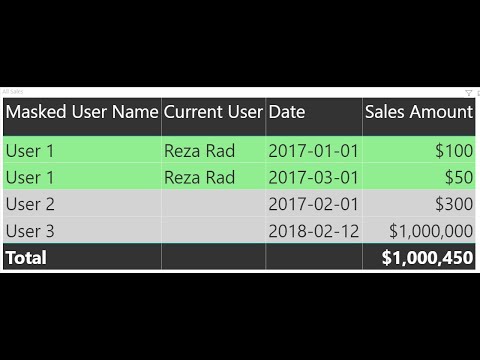 All Sales
Masked User Name Current User Date Sales Amount
User 1 Reza Rad 2017-01-01 $100
User 1 Reza Rad 2017-03-01 $50
User 2 2017-02-01 $300
User 3 2018-02-12 $1,000,000
Total $1,000,450